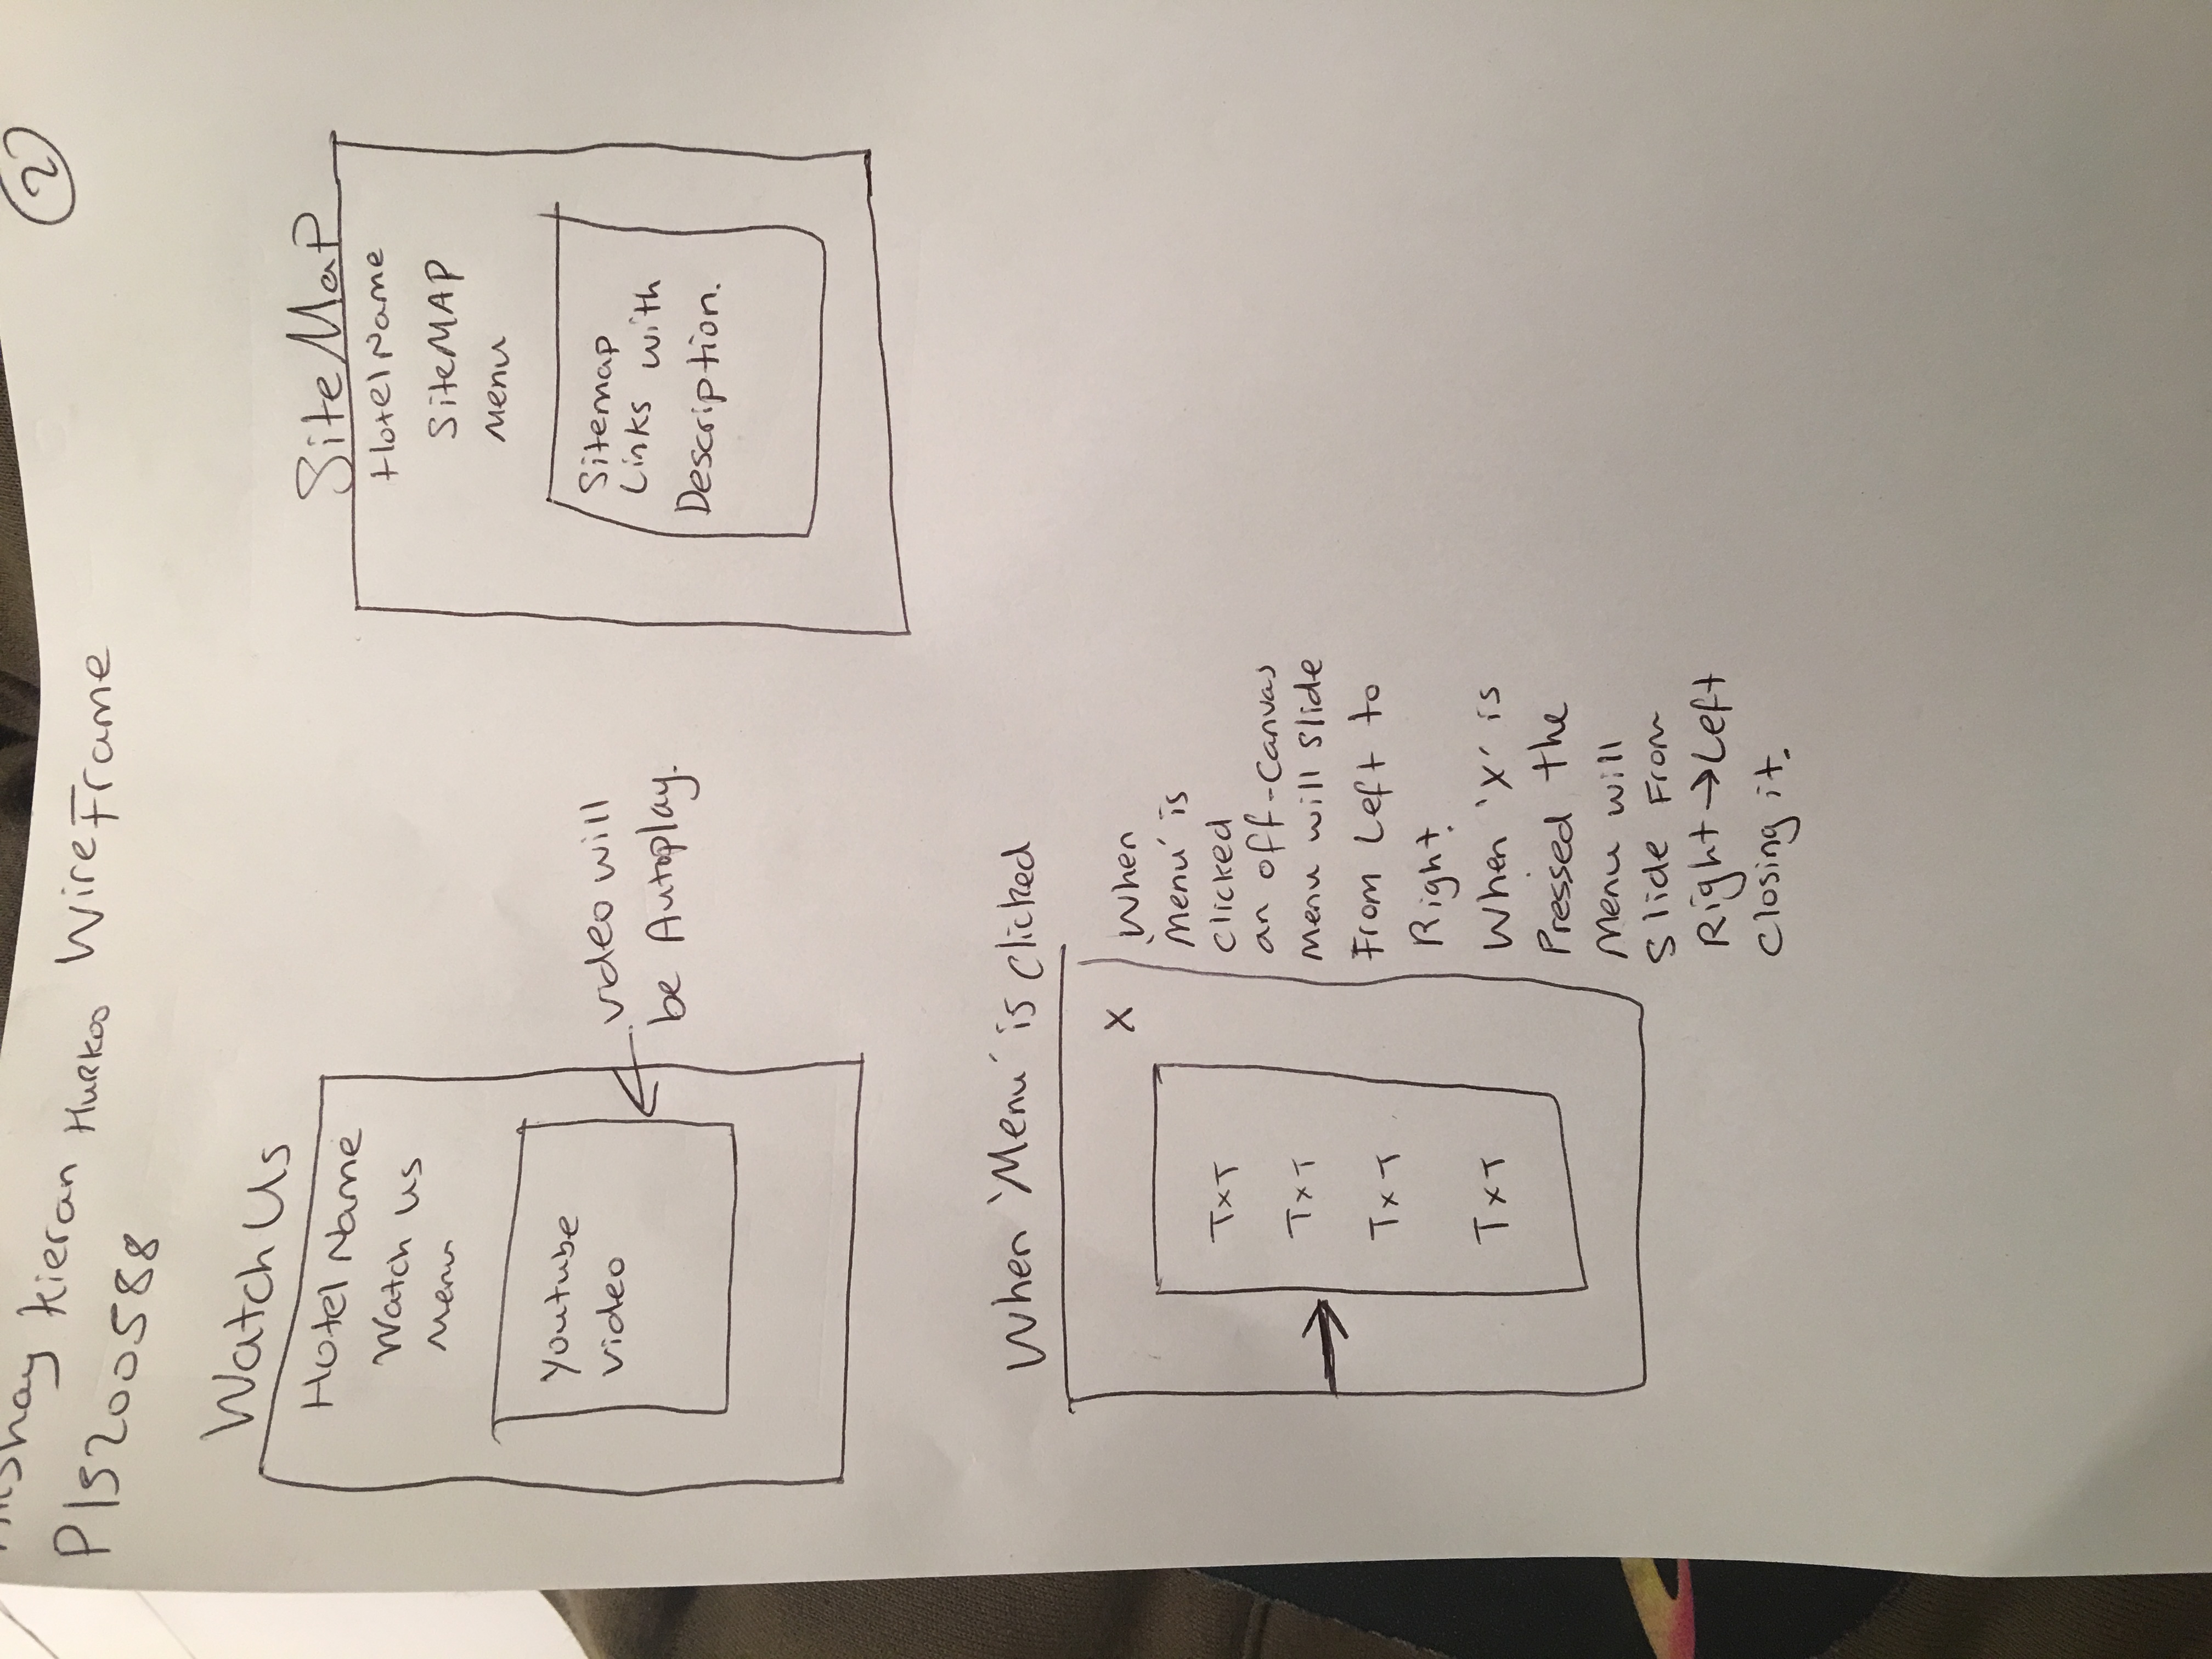 Kieran Hurkoo WireFrame
2
P15200588
Watch Us
Hotel Name
Watch us
Menu
Youtube
video
video will
be Autoplay.
SiteMaP
Hotel Name
SiteMAP
Menu
Sitemap
Links with
Description.
When 'Menu' is clicked
X
TxT
TxT
TxT
TxT
When
'Menu' is
clicked
an off-canvas
Menu will slide
From Left to
Right.
When 'X' is
Pressed the
Menu will
Slide From
Right → Left
closing it.